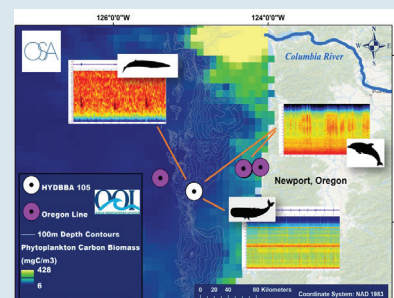 126°0'0"W
124°0'0"W
OSA
Columbia River
N
HYDBBA 105
Oregon Line
OOI
100m Depth Contours
Phytoplankton Carbon Biomass
(mgC/m3)
428
6
Newport, Oregon
0 20 40 80 Kilometers
Coordinate System: NAD 1983